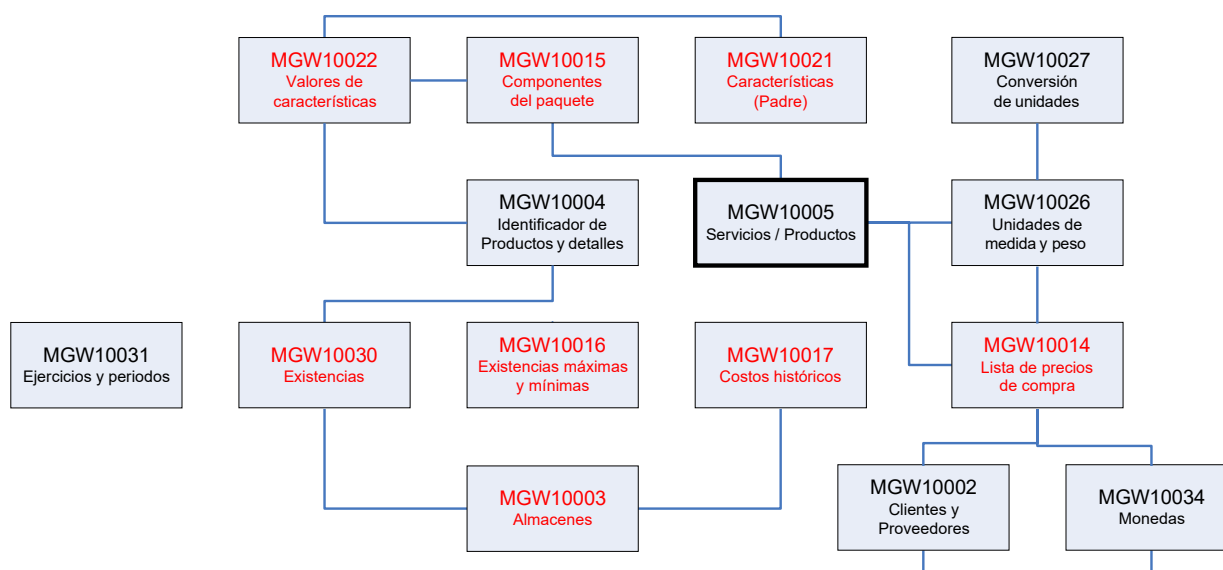 MGW10022
Valores de
características
MGW10015
Componentes
del paquete
MGW10021
Características
(Padre)
MGW10027
Conversión
de unidades
MGW10004
Identificador de
Productos y detalles
MGW10005
Servicios / Productos
MGW10026
Unidades de
medida y peso
MGW10031
Ejercicios y periodos
MGW10030
Existencias
MGW10016
Existencias máximas
y mínimas
MGW10017
Costos históricos
MGW10014
Lista de precios
de compra
MGW10003
Almacenes
MGW10002
Clientes y
Proveedores
MGW10034
Monedas